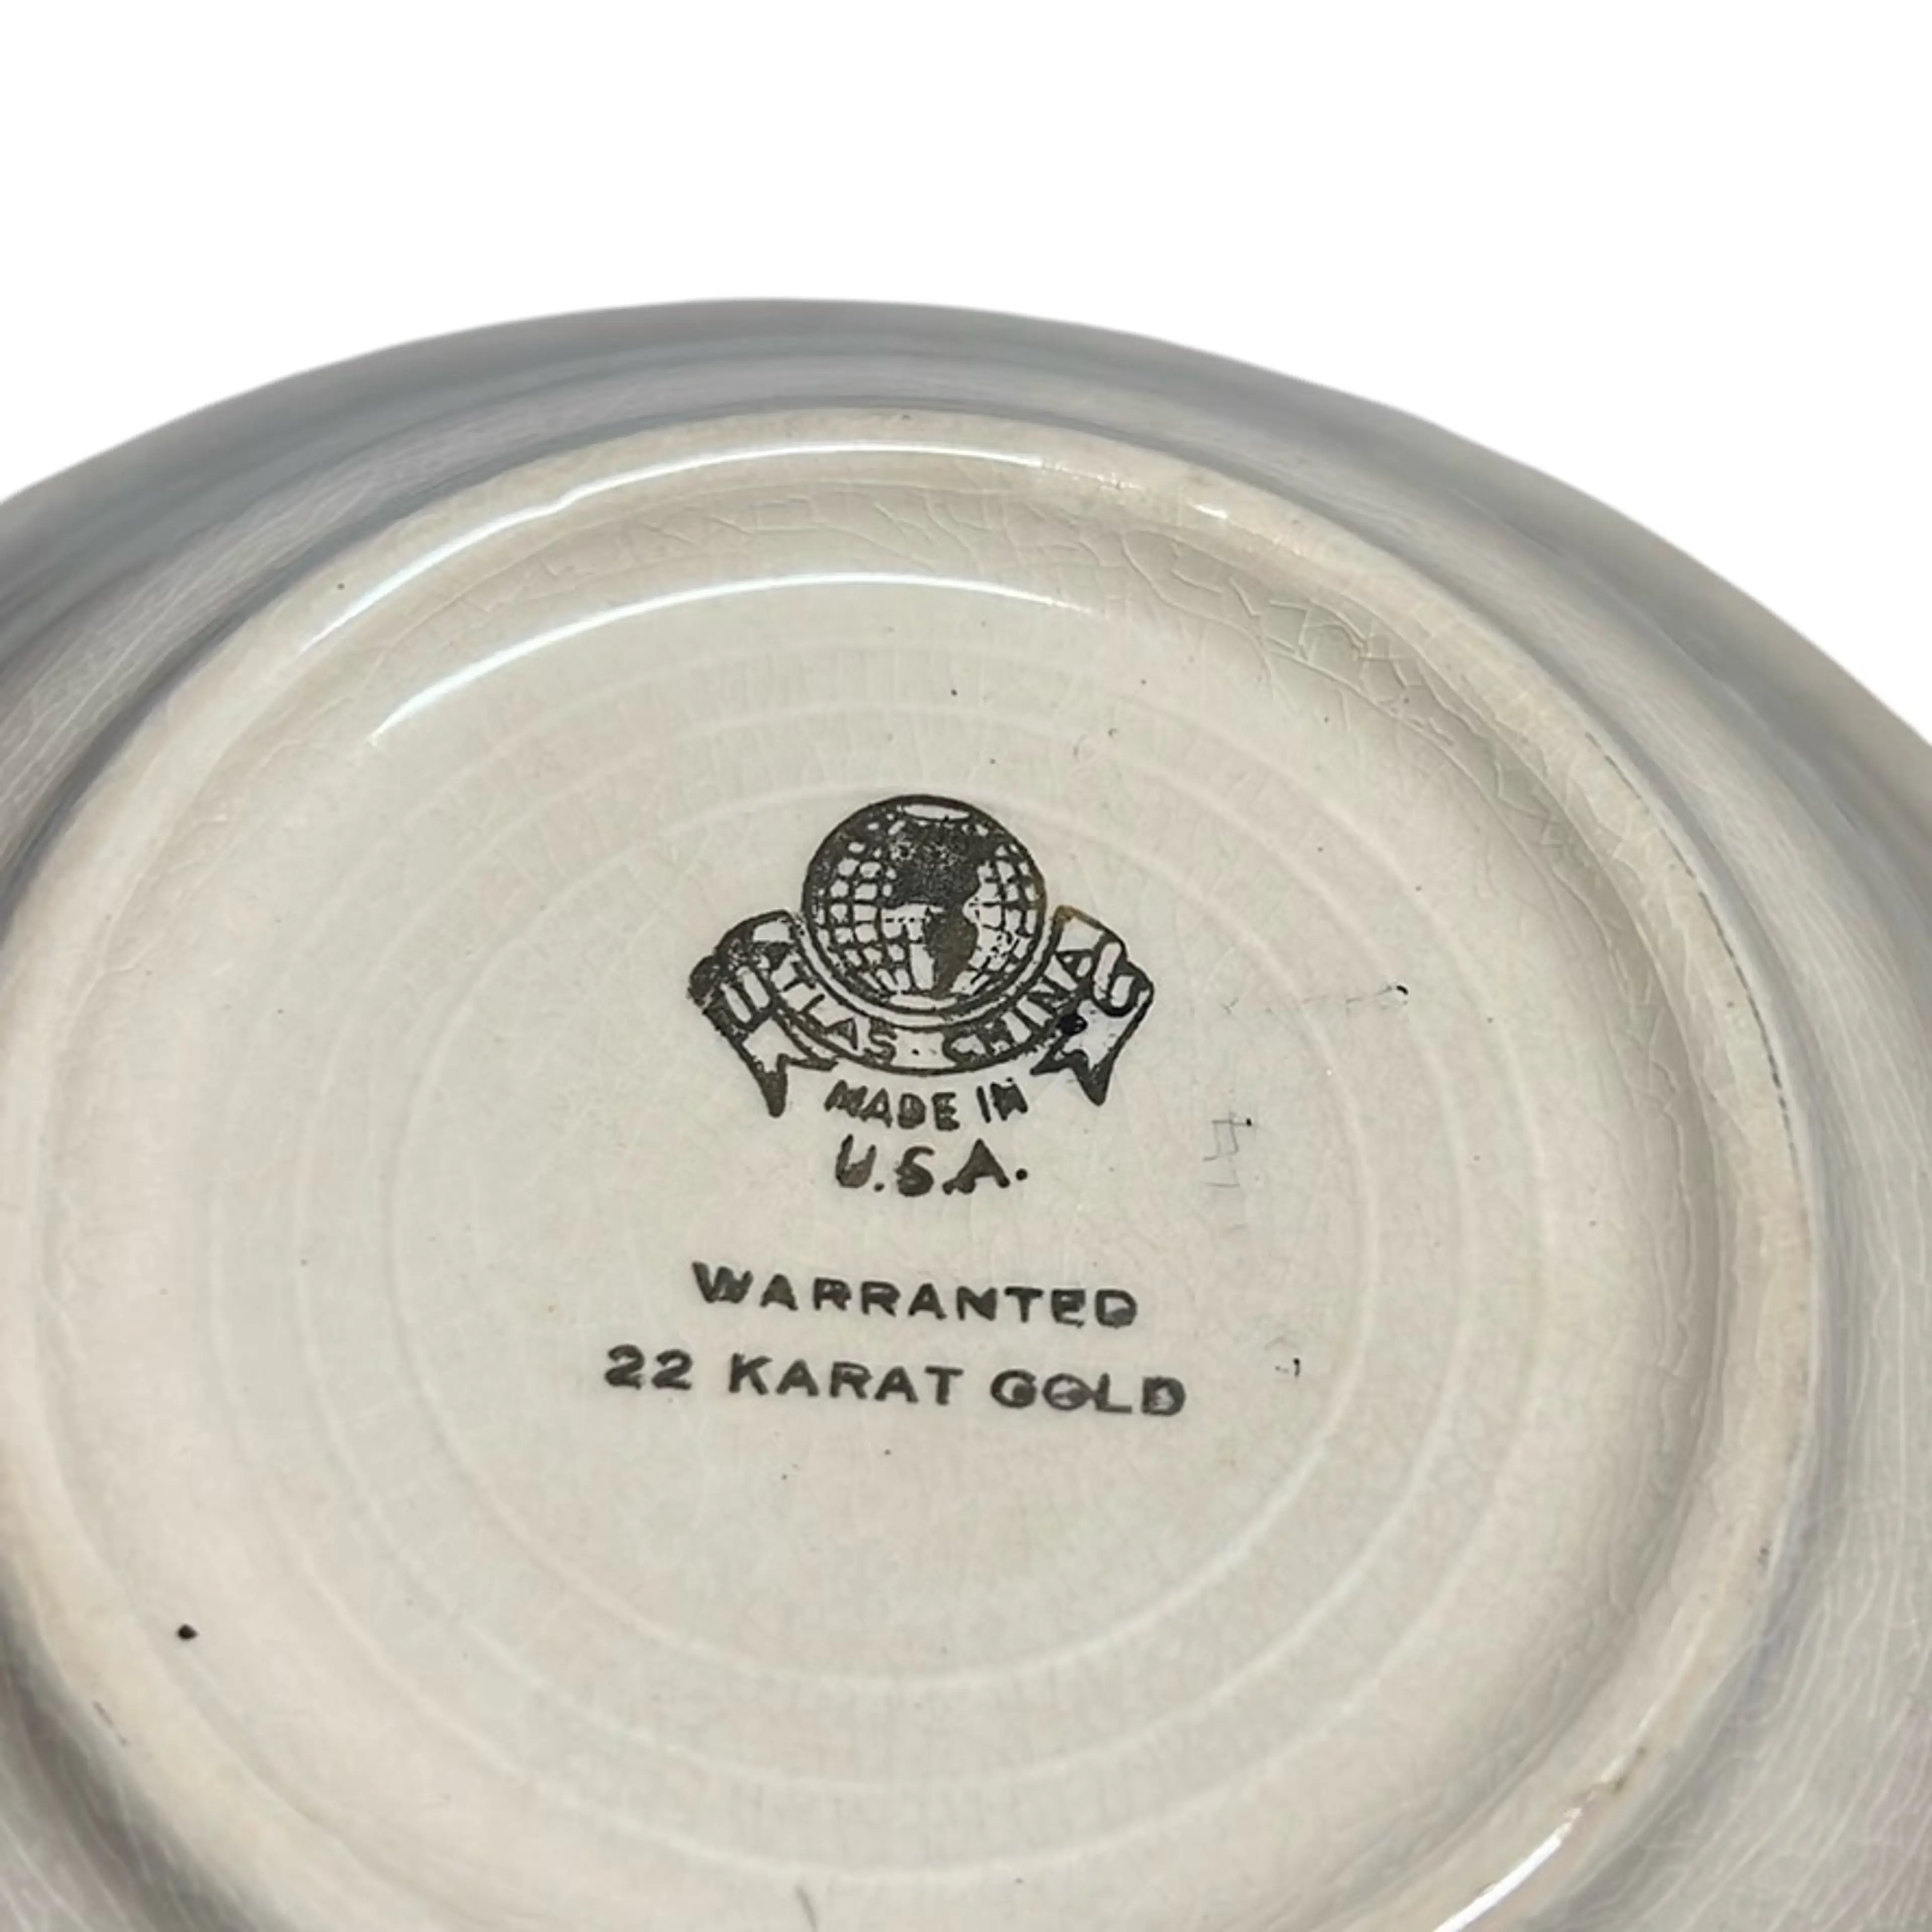 ATLAS · CHINA
MADE IN
U.S.A.
WARRANTED
22 KARAT GOLD